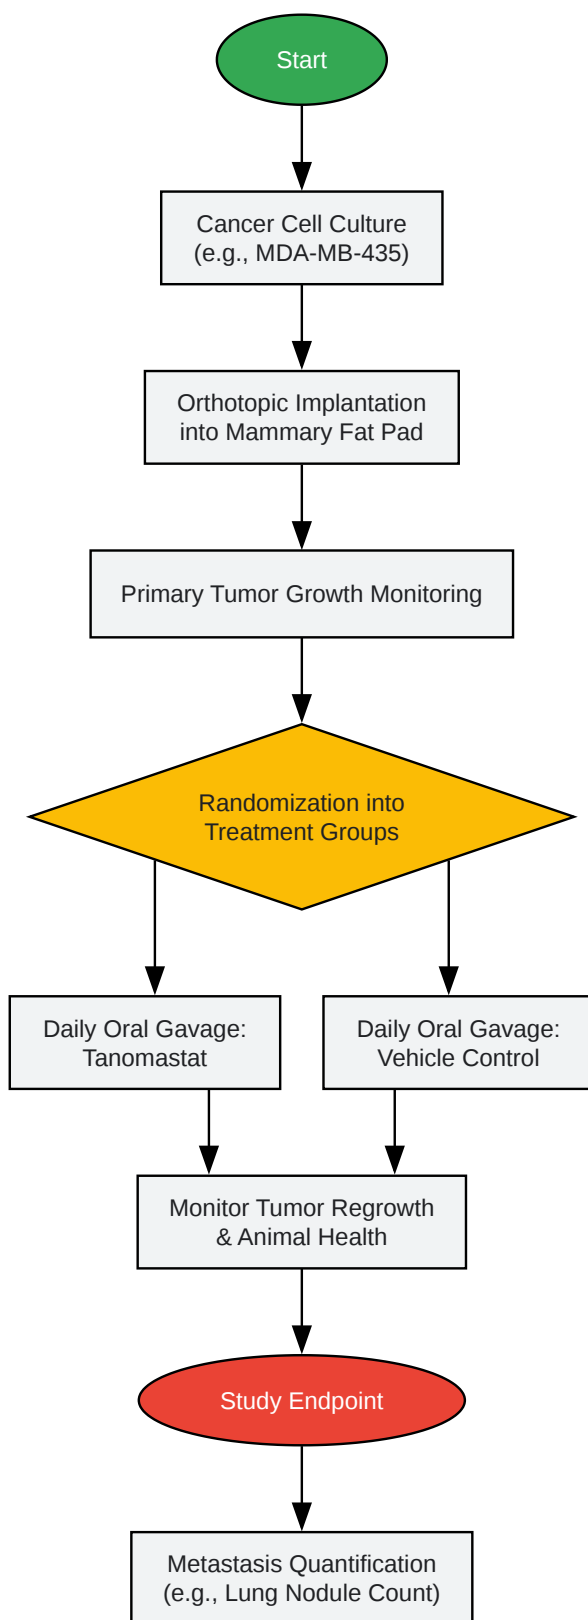 Start
Cancer Cell Culture
(e.g., MDA-MB-435)
Orthotopic Implantation
into Mammary Fat Pad
Primary Tumor Growth Monitoring
Randomization into
Treatment Groups
Daily Oral Gavage:
Tanomastat
Daily Oral Gavage:
Vehicle Control
Monitor Tumor Regrowth
& Animal Health
Study Endpoint
Metastasis Quantification
(e.g., Lung Nodule Count)